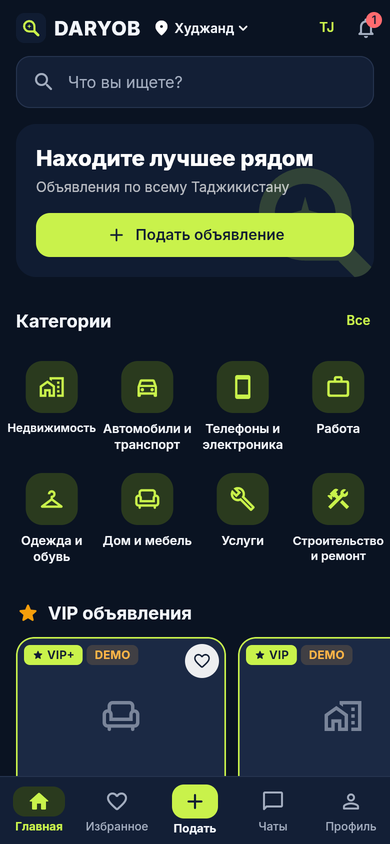 DARYOB
Худжанд
TJ
1
Что вы ищете?
Находите лучшее рядом
Объявления по всему Таджикистану
Подать объявление
Категории
Все
Недвижимость
Автомобили и
транспорт
Телефоны и
электроника
Работа
Одежда и
обувь
Дом и мебель
Услуги
Строительство
и ремонт
VIP объявления
VIP+
DEMO
VIP
DEMO
Главная
Избранное
Подать
Чаты
Профиль